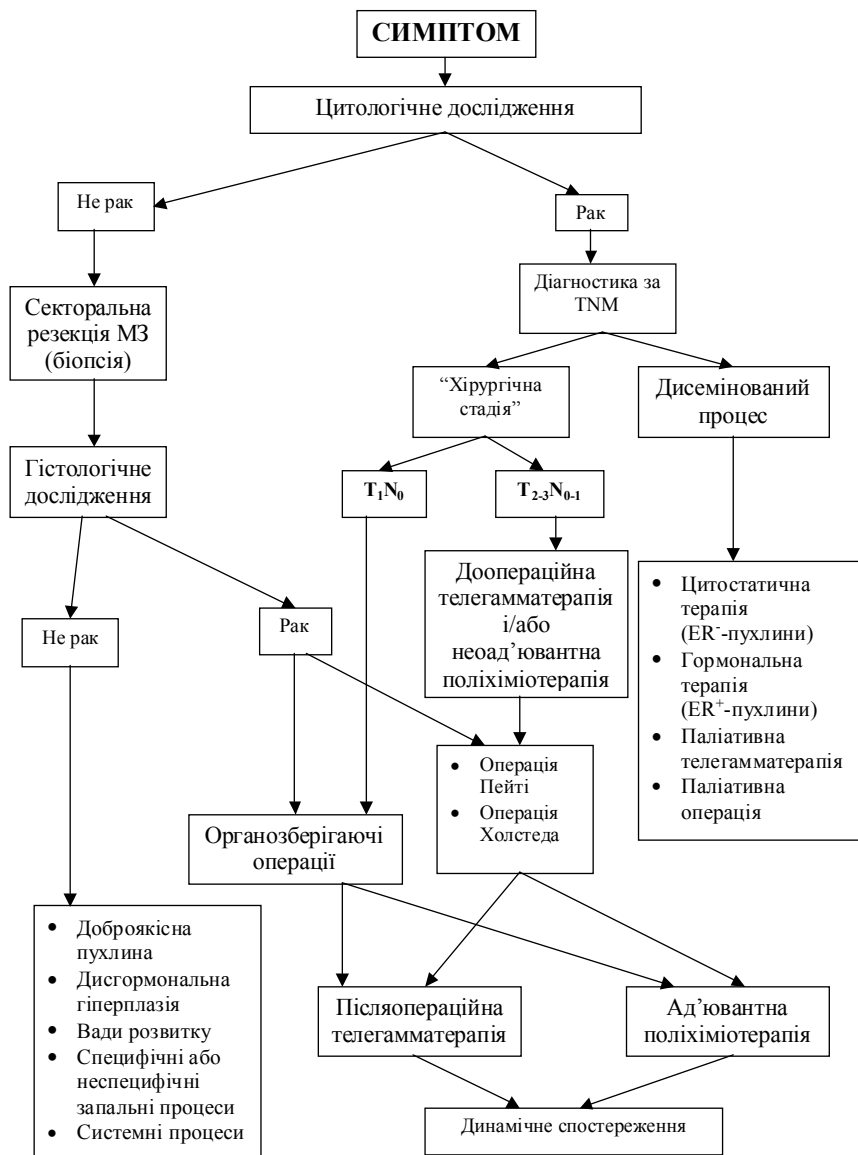 СИМПТОМ
Цитологічне дослідження
Не рак
Рак
Секторальна
резекція МЗ
(біопсія)
Діагностика за
TNM
“Хірургічна
стадія”
Дисемінований
процес
Гістологічне
дослідження
T₁N₀
T₂₋₃N₀₋₁
Не рак
Рак
Доопераційна
телегамматерапія
і/або
неоад’ювантна
поліхіміотерапія
• Цитостатична
терапія
(ER⁻-пухлини)
• Гормональна
терапія
(ER⁺-пухлини)
• Паліативна
телегамматерапія
• Паліативна
операція
• Операція
Пейті
• Операція
Холстеда
Органозберігаючі
операції
• Доброякісна
пухлина
• Дисгормональна
гіперплазія
• Вади розвитку
• Специфічні або
неспецифічні
запальні процеси
• Системні процеси
Післяопераційна
телегамматерапія
Ад’ювантна
поліхіміотерапія
Динамічне спостереження